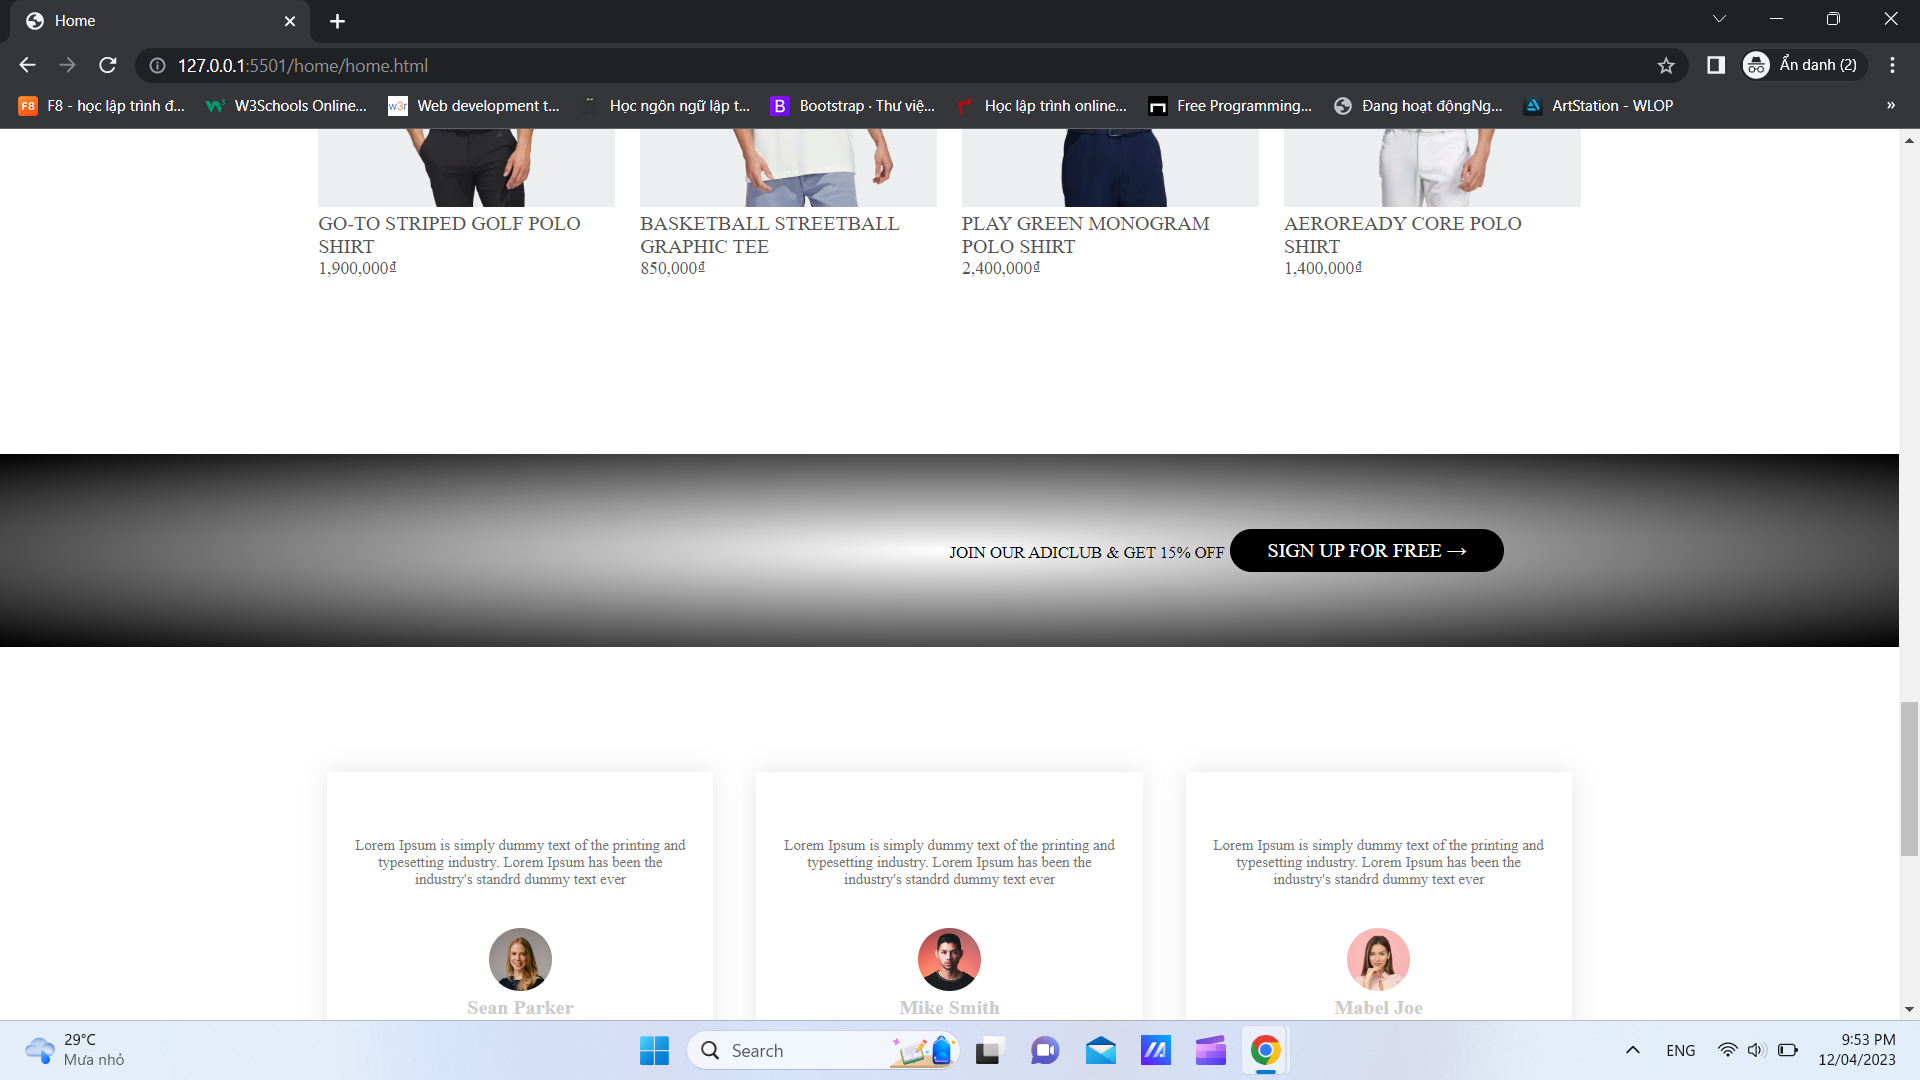 Home
127.0.0.1:5501/home/home.html
Ẩn danh (2)
F8 - học lập trình đ...
W3Schools Online...
w3r
Web development t...
Học ngôn ngữ lập t...
B
Bootstrap · Thư viện...
Học lập trình online...
Free Programming...
Đang hoạt độngNg...
ArtStation - WLOP
»
GO-TO STRIPED GOLF POLO
SHIRT
1,900,000₫
BASKETBALL STREETBALL
GRAPHIC TEE
850,000₫
PLAY GREEN MONOGRAM
POLO SHIRT
2,400,000₫
AEROREADY CORE POLO
SHIRT
1,400,000₫
JOIN OUR ADICLUB & GET 15% OFF
SIGN UP FOR FREE →
Lorem Ipsum is simply dummy text of the printing and
typesetting industry. Lorem Ipsum has been the
industry's standrd dummy text ever
Sean Parker
Lorem Ipsum is simply dummy text of the printing and
typesetting industry. Lorem Ipsum has been the
industry's standrd dummy text ever
Mike Smith
Lorem Ipsum is simply dummy text of the printing and
typesetting industry. Lorem Ipsum has been the
industry's standrd dummy text ever
Mabel Joe
29°C
Mưa nhỏ
Search
ENG
9:53 PM
12/04/2023